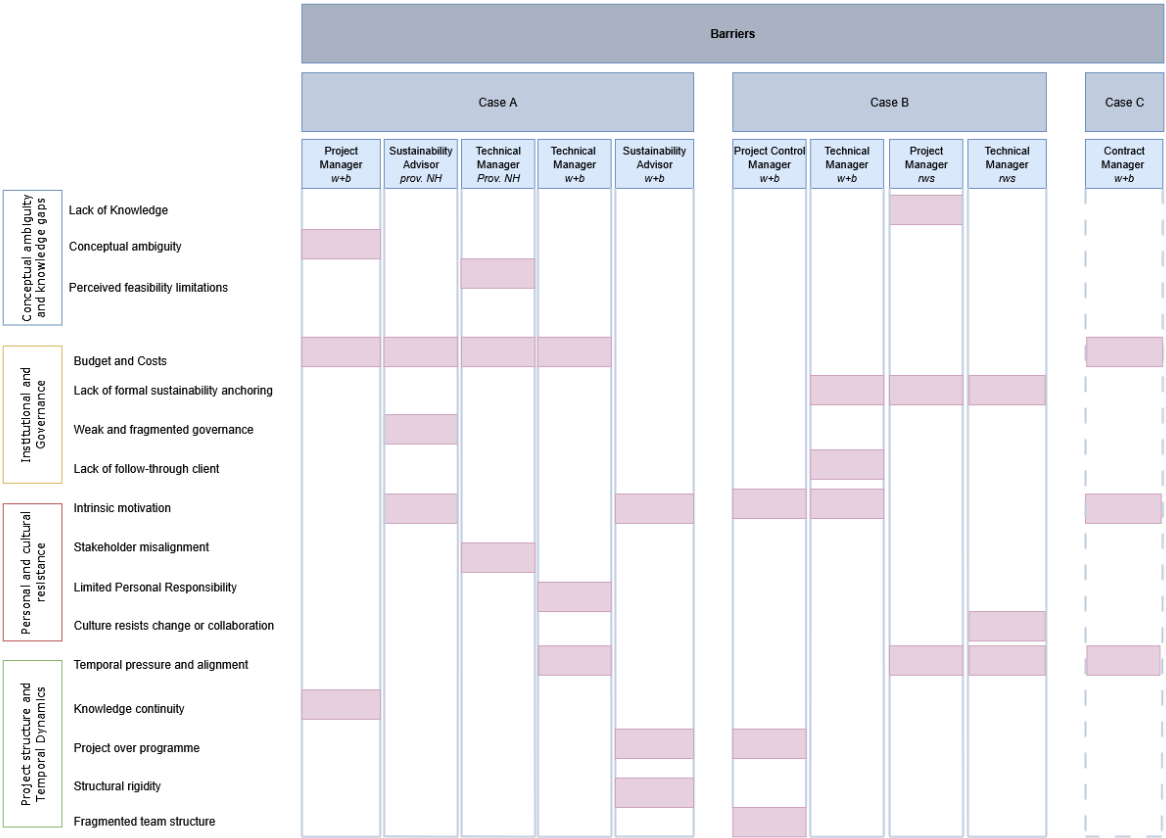 Barriers
Case A
Case B
Case C
Project
Manager
w+b
Sustainability
Advisor
prov. NH
Technical
Manager
Prov. NH
Technical
Manager
w+b
Sustainability
Advisor
w+b
Project Control
Manager
w+b
Technical
Manager
w+b
Project
Manager
rws
Technical
Manager
rws
Contract
Manager
w+b
Conceptual ambiguity
and knowledge gaps
Lack of Knowledge
Conceptual ambiguity
Perceived feasibility limitations
Institutional and
Governance
Budget and Costs
Lack of formal sustainability anchoring
Weak and fragmented governance
Lack of follow-through client
Personal and cultural
resistance
Intrinsic motivation
Stakeholder misalignment
Limited Personal Responsibility
Culture resists change or collaboration
Project structure and
Temporal Dynamics
Temporal pressure and alignment
Knowledge continuity
Project over programme
Structural rigidity
Fragmented team structure